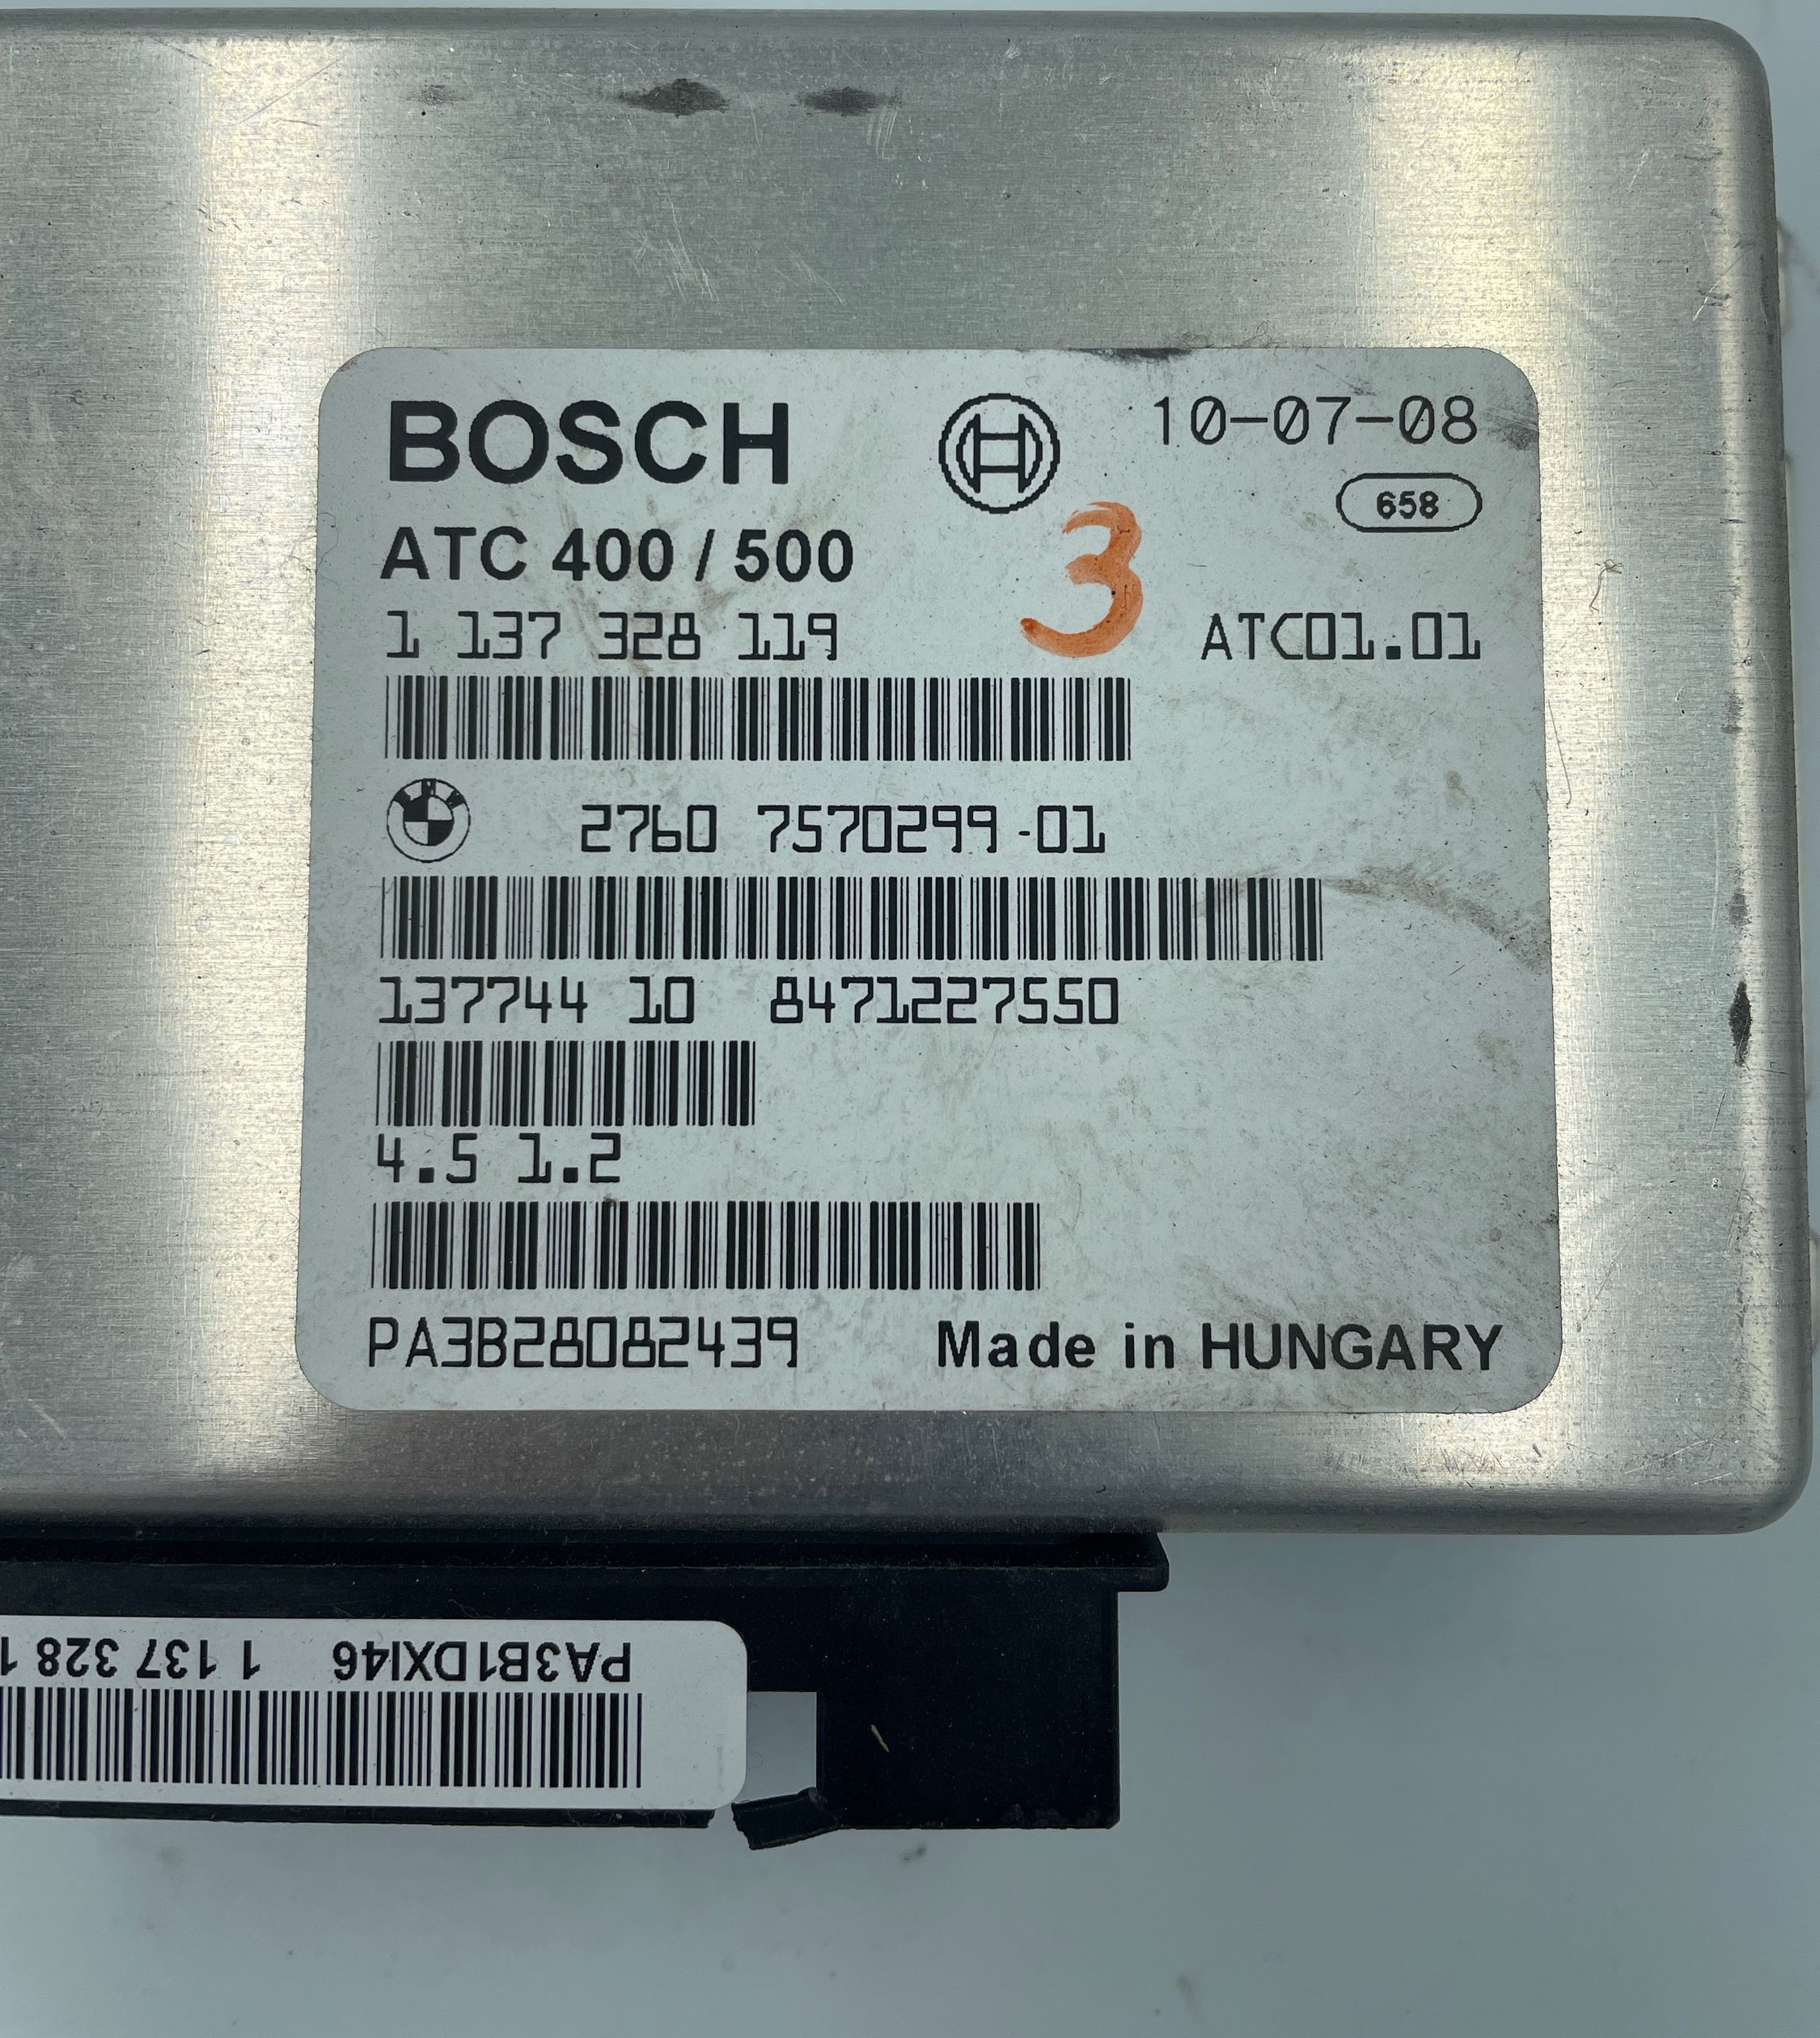 BOSCH 10-07-08
658
ATC 400 / 500
3
1 137 328 119 ATC01.01
BMW 2760 7570299-01
137744 10 8471227550
4.5 1.2
PA3B28082439 Made in HUNGARY
PA3B1DXI46 1 137 328 1